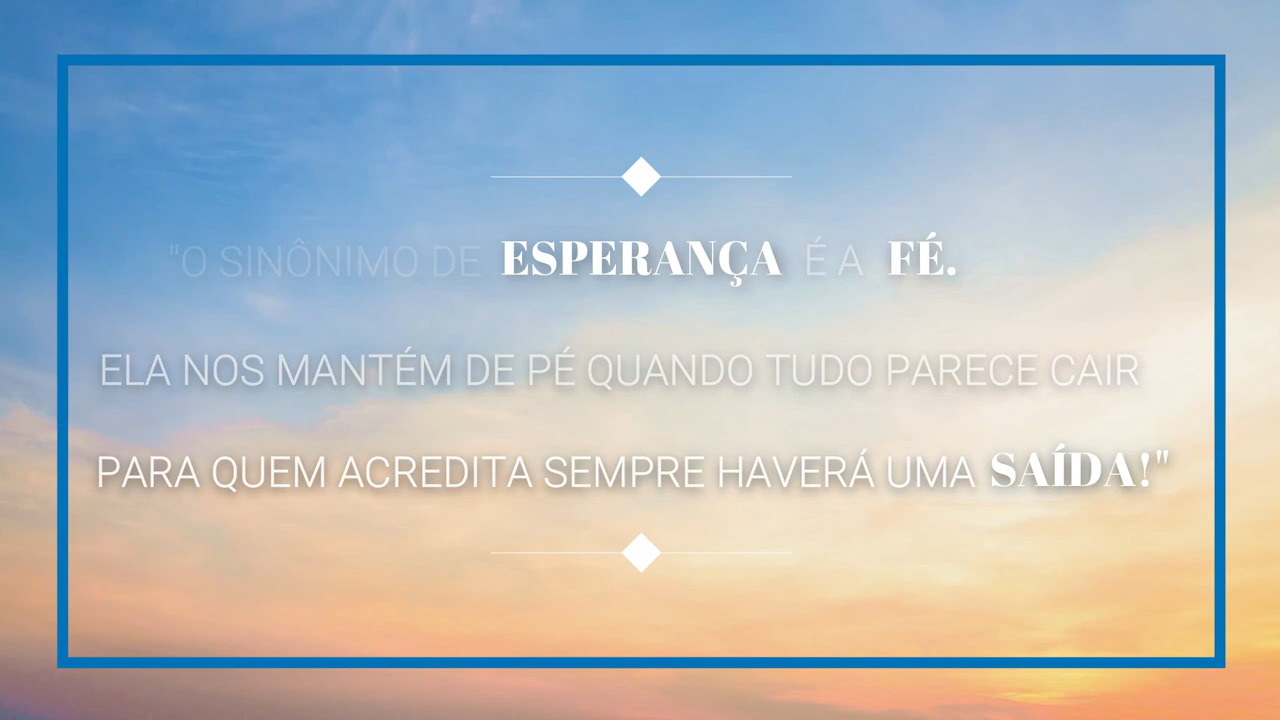 "O SINÔNIMO DE ESPERANÇA É A FÉ.
ELA NOS MANTÉM DE PÉ QUANDO TUDO PARECE CAIR
PARA QUEM ACREDITA SEMPRE HAVERÁ UMA SAÍDA!"